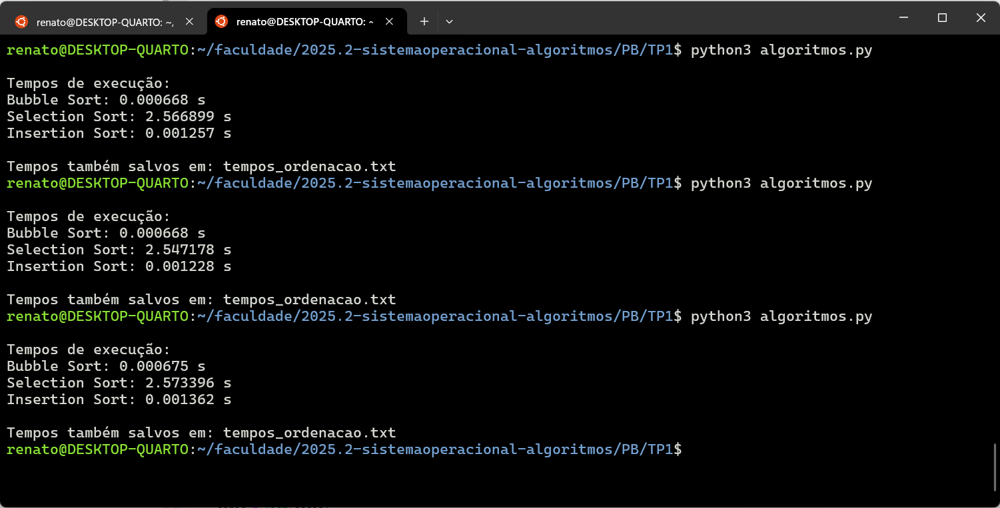 renato@DESKTOP-QUARTO: ~/ renato@DESKTOP-QUARTO: ~
renato@DESKTOP-QUARTO:~/faculdade/2025.2-sistemaoperacional-algoritmos/PB/TP1$ python3 algoritmos.py
Tempos de execução:
Bubble Sort: 0.000668 s
Selection Sort: 2.566899 s
Insertion Sort: 0.001257 s
Tempos também salvos em: tempos_ordenacao.txt
renato@DESKTOP-QUARTO:~/faculdade/2025.2-sistemaoperacional-algoritmos/PB/TP1$ python3 algoritmos.py
Tempos de execução:
Bubble Sort: 0.000668 s
Selection Sort: 2.547178 s
Insertion Sort: 0.001228 s
Tempos também salvos em: tempos_ordenacao.txt
renato@DESKTOP-QUARTO:~/faculdade/2025.2-sistemaoperacional-algoritmos/PB/TP1$ python3 algoritmos.py
Tempos de execução:
Bubble Sort: 0.000675 s
Selection Sort: 2.573396 s
Insertion Sort: 0.001362 s
Tempos também salvos em: tempos_ordenacao.txt
renato@DESKTOP-QUARTO:~/faculdade/2025.2-sistemaoperacional-algoritmos/PB/TP1$